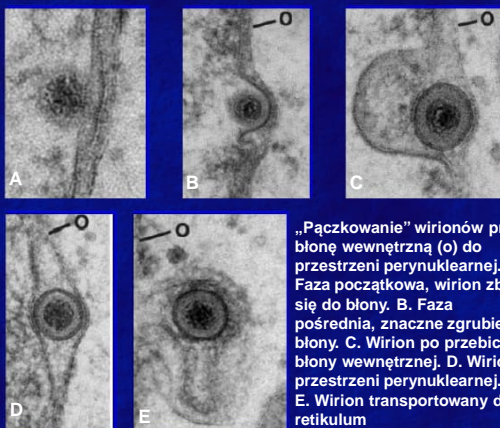 O
O
O
A
B
C
O
O
D
E
„Pączkowanie” wirionów
błonę wewnętrzną (o) do
przestrzeni perynuklearnej.
Faza początkowa, wirion
się do błony. B. Faza
pośrednia, znaczne
błony. C. Wirion po
błony wewnętrznej. D.
przestrzeni perynuklearnej.
E. Wirion transportowany
retikulum